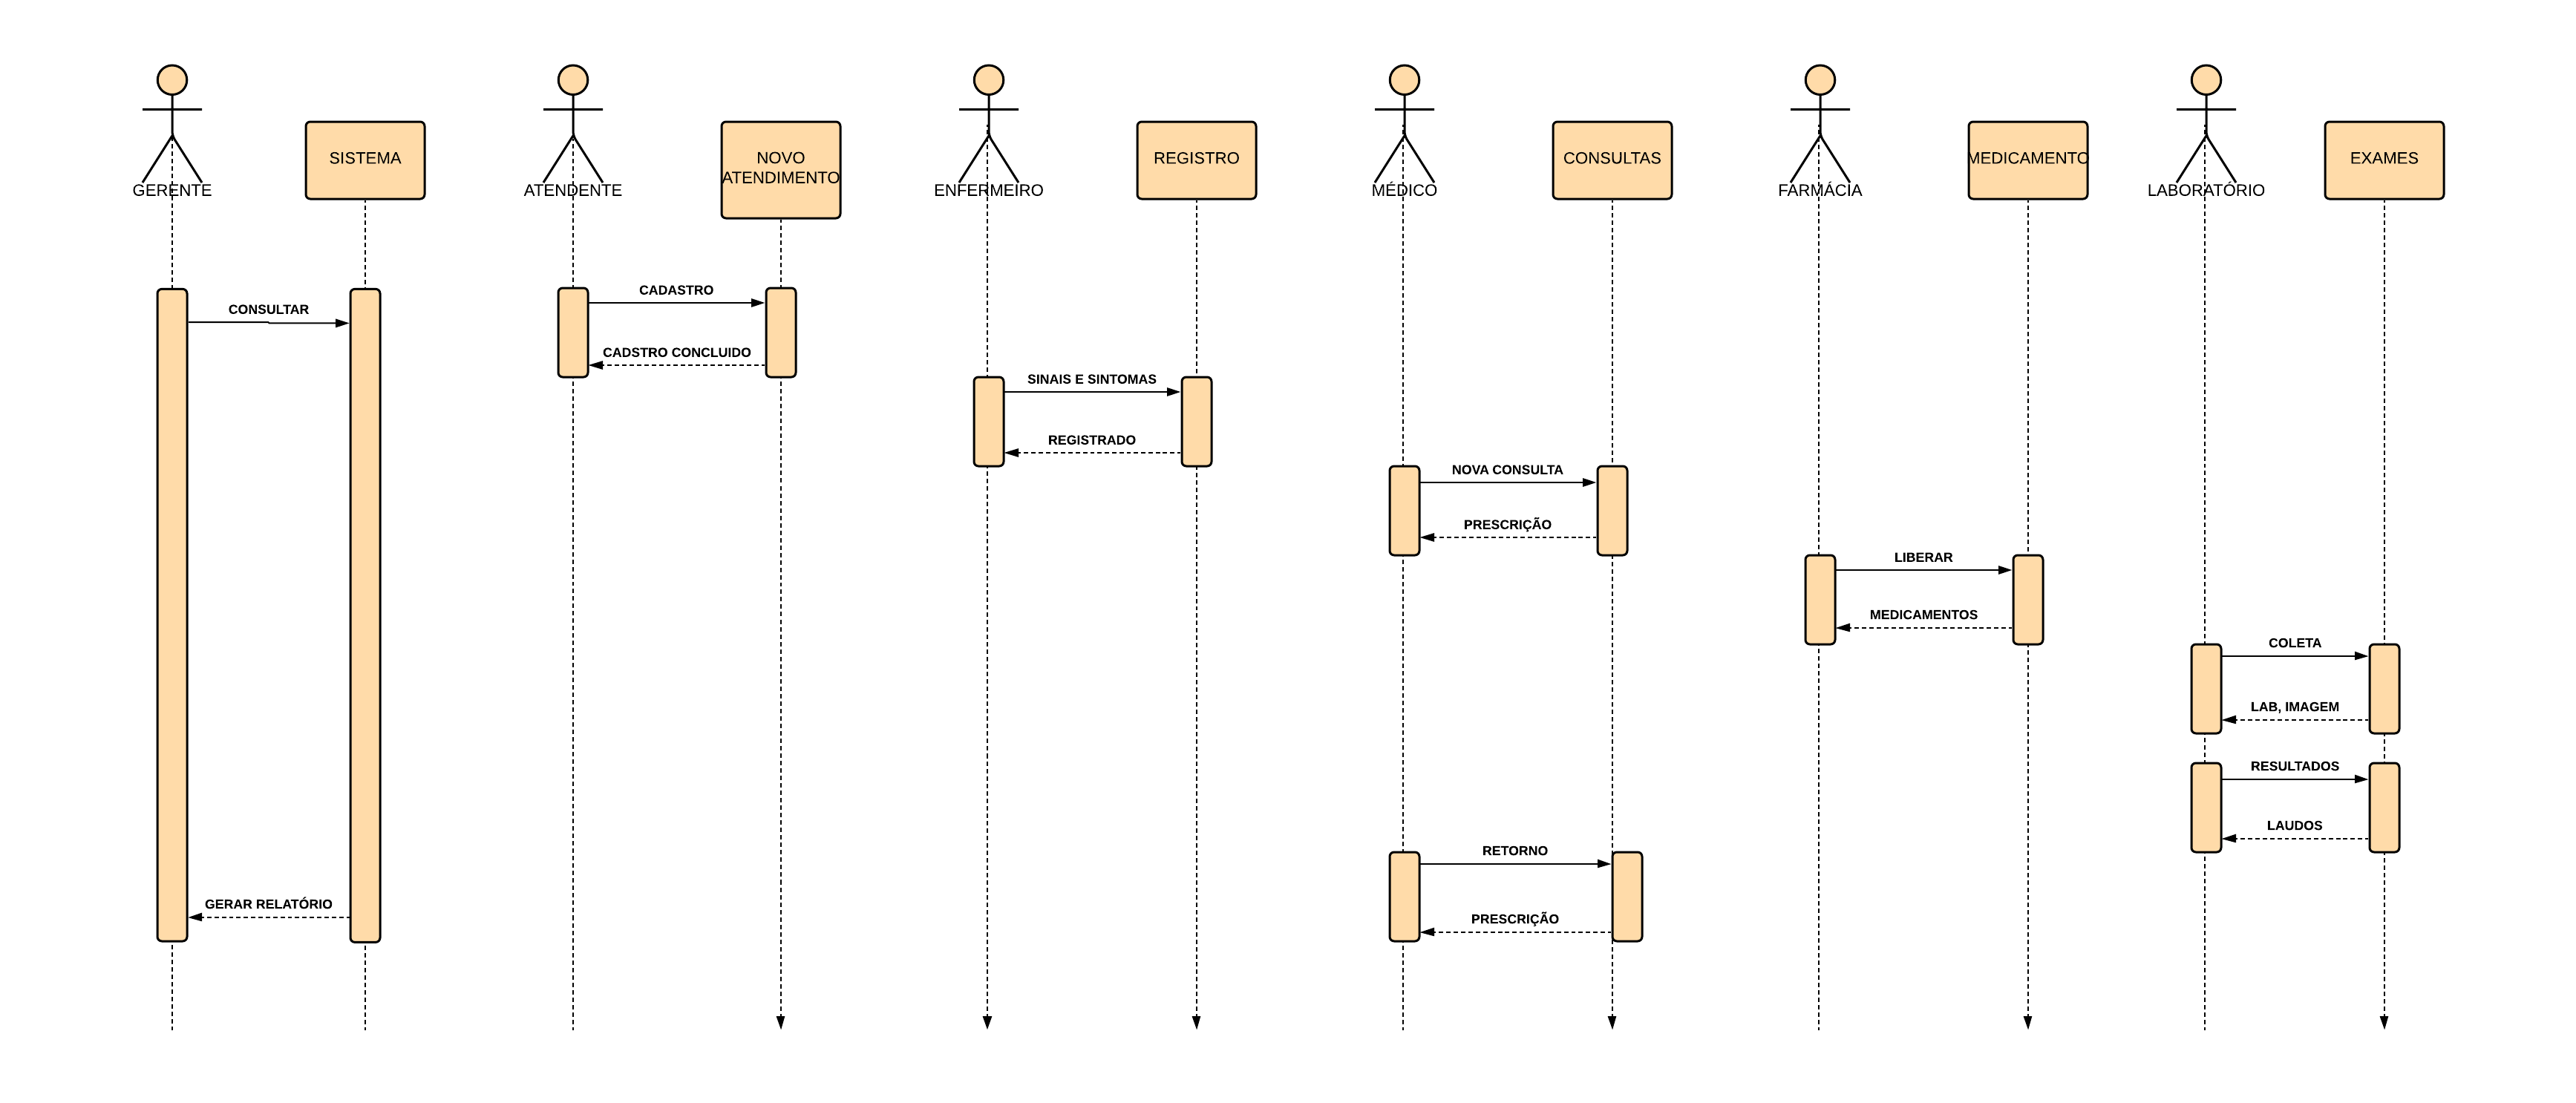 GERENTE
SISTEMA
ATENDENTE
NOVO
ATENDIMENTO
ENFERMEIRO
REGISTRO
MÉDICO
CONSULTAS
FARMÁCIA
MEDICAMENTO
LABORATÓRIO
EXAMES
CONSULTAR
GERAR RELATÓRIO
CADASTRO
CADSTRO CONCLUIDO
SINAIS E SINTOMAS
REGISTRADO
NOVA CONSULTA
PRESCRIÇÃO
LIBERAR
MEDICAMENTOS
COLETA
LAB, IMAGEM
RESULTADOS
LAUDOS
RETORNO
PRESCRIÇÃO